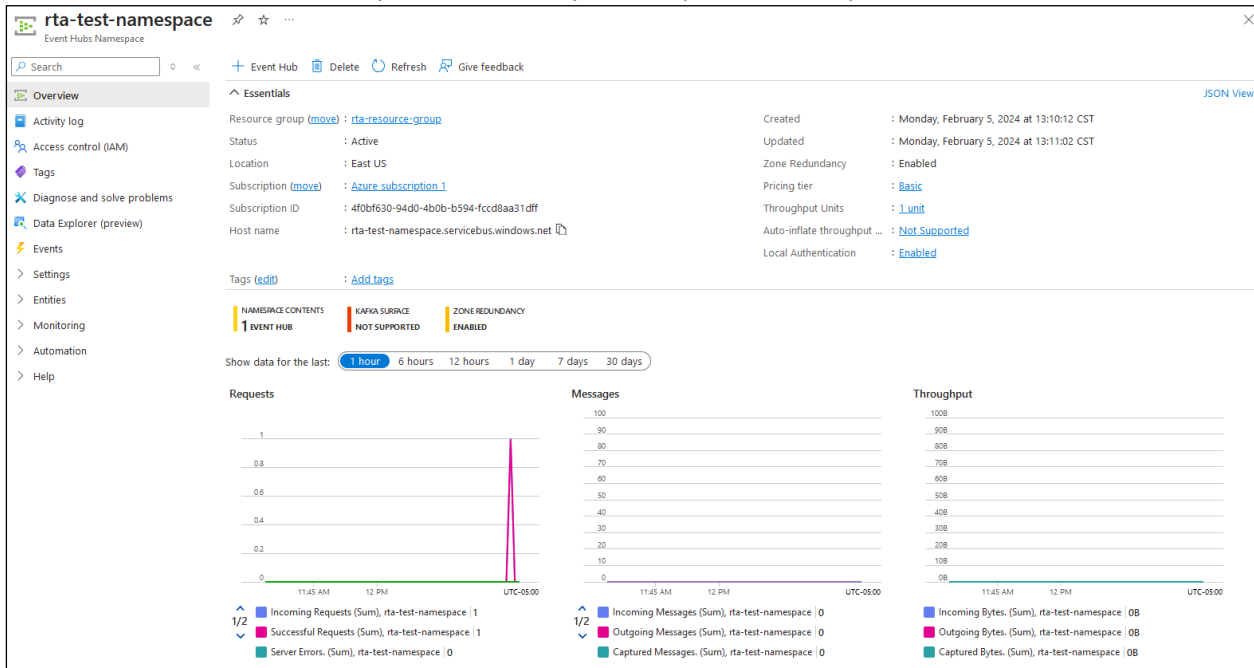 rta-test-namespace
Event Hubs Namespace
Search
Event Hub Delete Refresh Give feedback
Overview
Activity log
Access control (IAM)
Tags
Diagnose and solve problems
Data Explorer (preview)
Events
Settings
Entities
Monitoring
Automation
Help
Essentials
JSON View
Resource group (move) : rta-resource-group
Status : Active
Location : East US
Subscription (move) : Azure subscription 1
Subscription ID : 4f0bf630-94d0-4b0b-b594-fccd8aa31dff
Host name : rta-test-namespace.servicebus.windows.net
Created : Monday, February 5, 2024 at 13:10:12 CST
Updated : Monday, February 5, 2024 at 13:11:02 CST
Zone Redundancy : Enabled
Pricing tier : Basic
Throughput Units : 1 unit
Auto-inflate throughput ... : Not Supported
Local Authentication : Enabled
Tags (edit) : Add tags
NAMESPACE CONTENTS
1 EVENT HUB
KAFKA SURFACE
NOT SUPPORTED
ZONE REDUNDANCY
ENABLED
Show data for the last: 1 hour 6 hours 12 hours 1 day 7 days 30 days
Requests
1
0.8
0.6
0.4
0.2
0
11:45 AM 12 PM UTC-05:00
1/2
Incoming Requests (Sum), rta-test-namespace 1
Successful Requests (Sum), rta-test-namespace 1
Server Errors. (Sum), rta-test-namespace 0
Messages
100
90
80
70
60
50
40
30
20
10
0
11:45 AM 12 PM UTC-05:00
1/2
Incoming Messages (Sum), rta-test-namespace 0
Outgoing Messages (Sum), rta-test-namespace 0
Captured Messages. (Sum), rta-test-namespace 0
Throughput
100B
90B
80B
70B
60B
50B
40B
30B
20B
10B
0B
11:45 AM 12 PM UTC-05:00
Incoming Bytes. (Sum), rta-test-namespace 0B
Outgoing Bytes. (Sum), rta-test-namespace 0B
Captured Bytes. (Sum), rta-test-namespace 0B